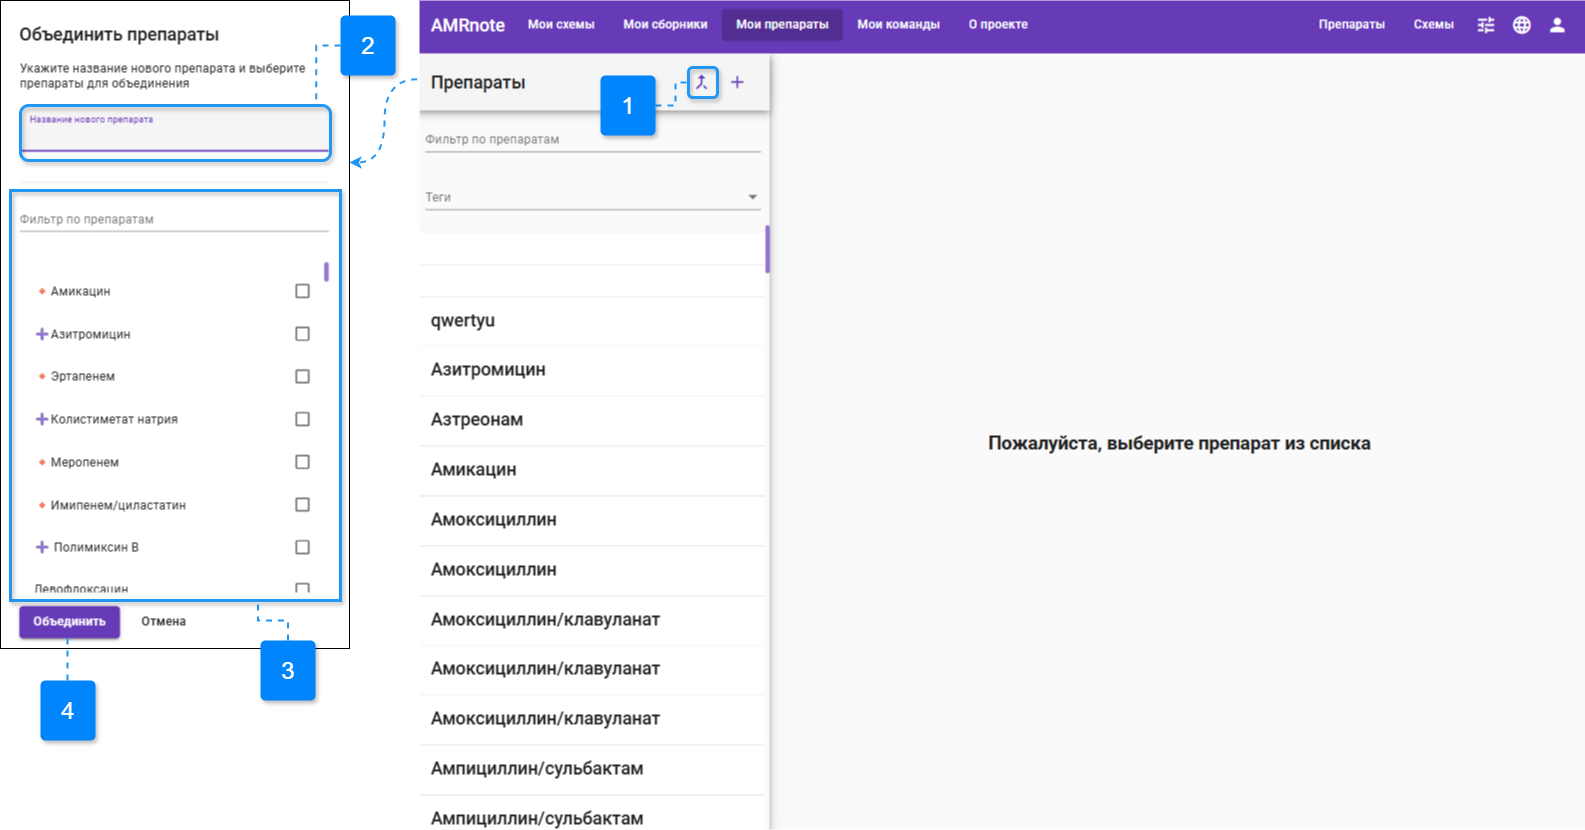 Объединить препараты
Укажите название нового препарата и выберите
препараты для объединения
Название нового препарата
Фильтр по препаратам
Амикацин
Азитромицин
Эртапенем
Колистиметат натрия
Меропенем
Имипенем/циластатин
Полимиксин B
Левофлоксацин
Объединить
Отмена
2
3
4
AMRnote
Мои схемы
Мои сборники
Мои препараты
Мои команды
О проекте
Препараты
Схемы
Препараты
1
Фильтр по препаратам
Теги
qwertyu
Азитромицин
Азтреонам
Амикацин
Амоксициллин
Амоксициллин
Амоксициллин/клавуланат
Амоксициллин/клавуланат
Амоксициллин/клавуланат
Ампициллин/сульбактам
Ампициллин/сульбактам
Пожалуйста, выберите препарат из списка